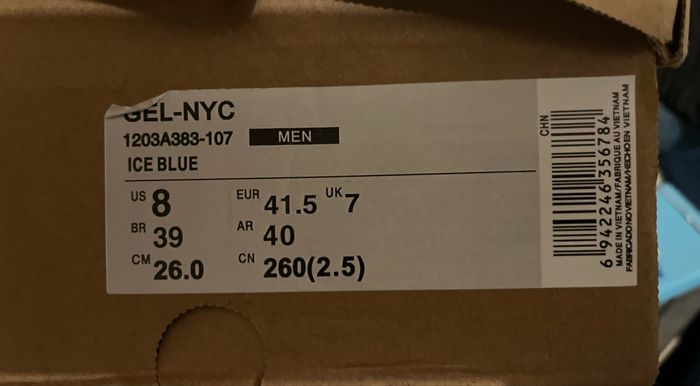 GEL-NYC
1203A383-107 MEN
ICE BLUE
US 8 EUR 41.5 UK 7
BR 39 AR 40
CM 26.0 CN 260(2.5)
CHN
6 942246 356784
MADE IN VIETNAM/FABRIQUE AU VIETNAM
FABRICADO NO VIETNAM/HECHO EN VIETNAM